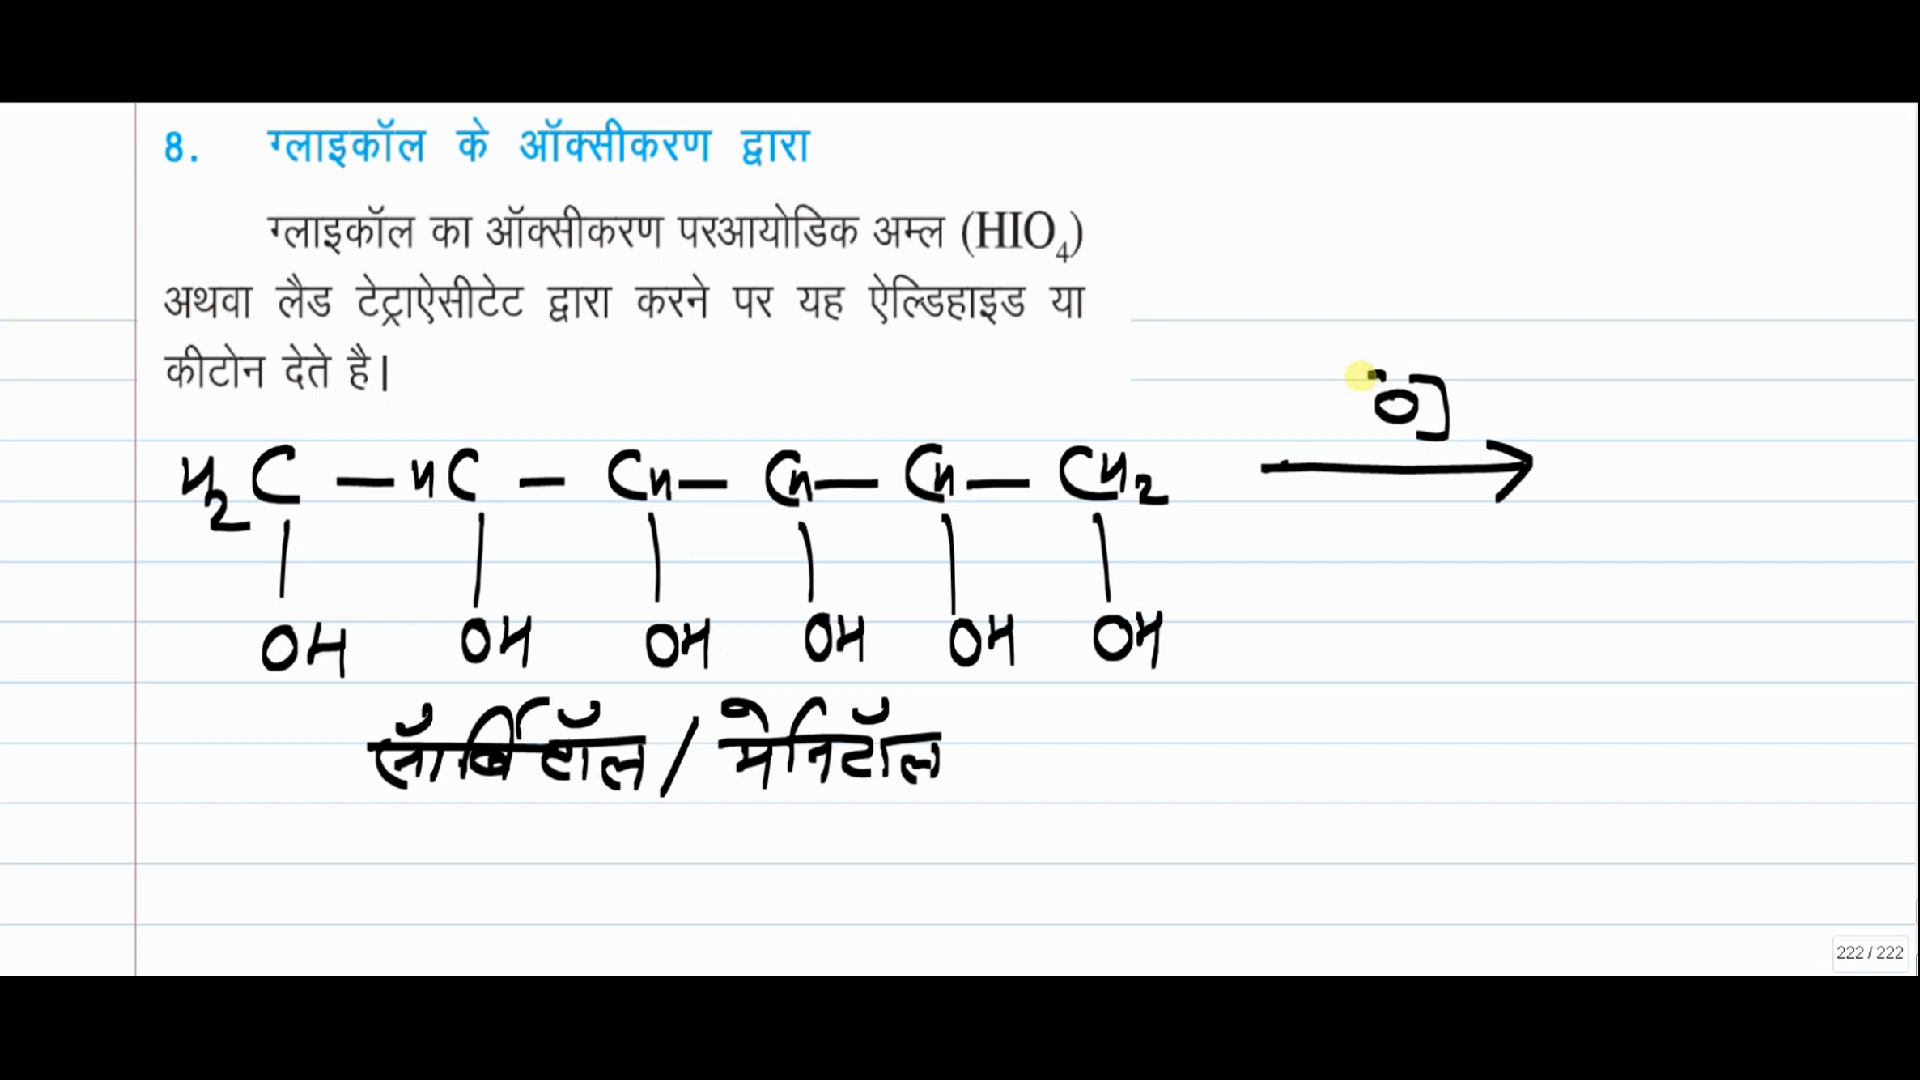 8. ग्लाइकॉल के ऑक्सीकरण द्वारा
ग्लाइकॉल का ऑक्सीकरण परआयोडिक अम्ल (HIO₄)
अथवा लैड टेट्राऐसीटेट द्वारा करने पर यह ऐल्डिहाइड या
कीटोन देते है।
O]
H₂C — HC — CH — CH — CH — CH₂ →
OH OH OH OH OH OH
सॉर्बिटॉल / मेनिटॉल
222 / 222